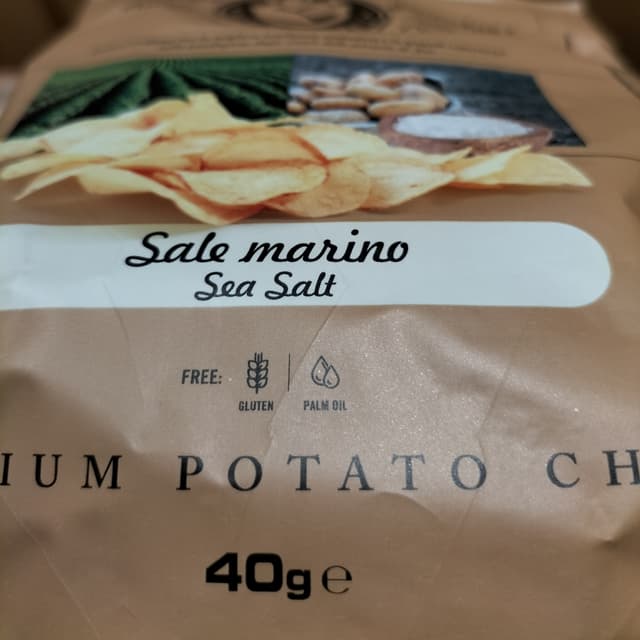 Sale marino
Sea Salt
FREE:
GLUTEN
PALM OIL
IUM POTATO CH
40g e